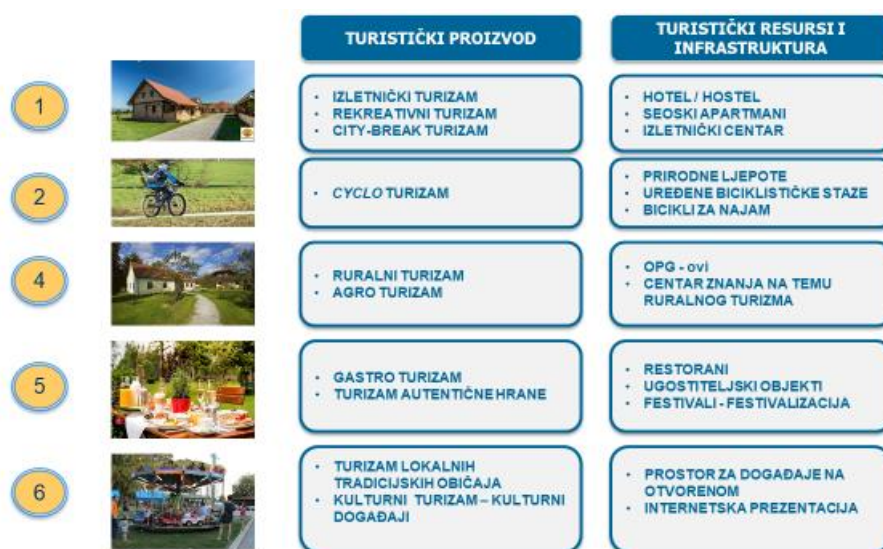 TURISTIČKI PROIZVOD
TURISTIČKI RESURSI I
INFRASTRUKTURA
1
• IZLETNIČKI TURIZAM
• REKREATIVNI TURIZAM
• CITY-BREAK TURIZAM
• HOTEL / HOSTEL
• SEOSKI APARTMANI
• IZLETNIČKI CENTAR
2
• CYCLO TURIZAM
• PRIRODNE LJEPOTE
• UREĐENE BICIKLISTIČKE STAZE
• BICIKLI ZA NAJAM
4
• RURALNI TURIZAM
• AGRO TURIZAM
• OPG - ovi
• CENTAR ZNANJA NA TEMU
RURALNOG TURIZMA
5
• GASTRO TURIZAM
• TURIZAM AUTENTIČNE HRANE
• RESTORANI
• UGOSTITELJSKI OBJEKTI
• FESTIVALI - FESTIVALIZACIJA
6
• TURIZAM LOKALNIH
TRADICIJSKIH OBIČAJA
• KULTURNI TURIZAM – KULTURNI
DOGAĐAJI
• PROSTOR ZA DOGAĐAJE NA
OTVORENOM
• INTERNETSKA PREZENTACIJA